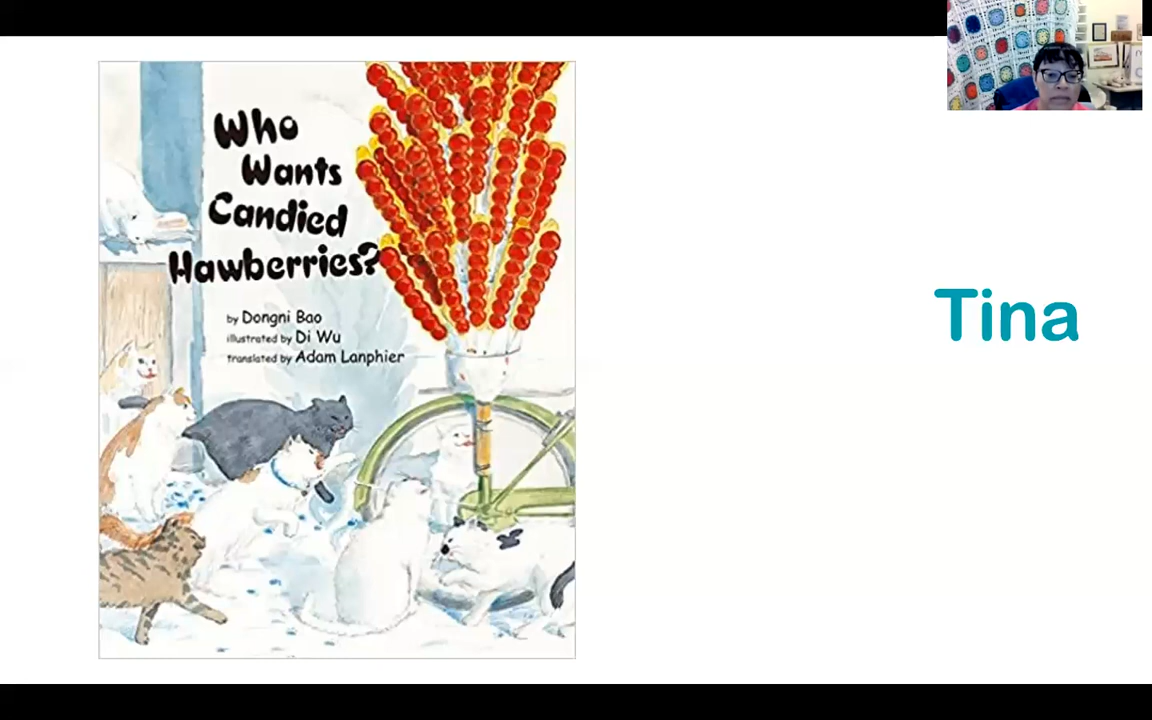 Who
Wants
Candied
Hawberries?
by Dongni Bao
illustrated by Di Wu
translated by Adam Lanphier
Tina